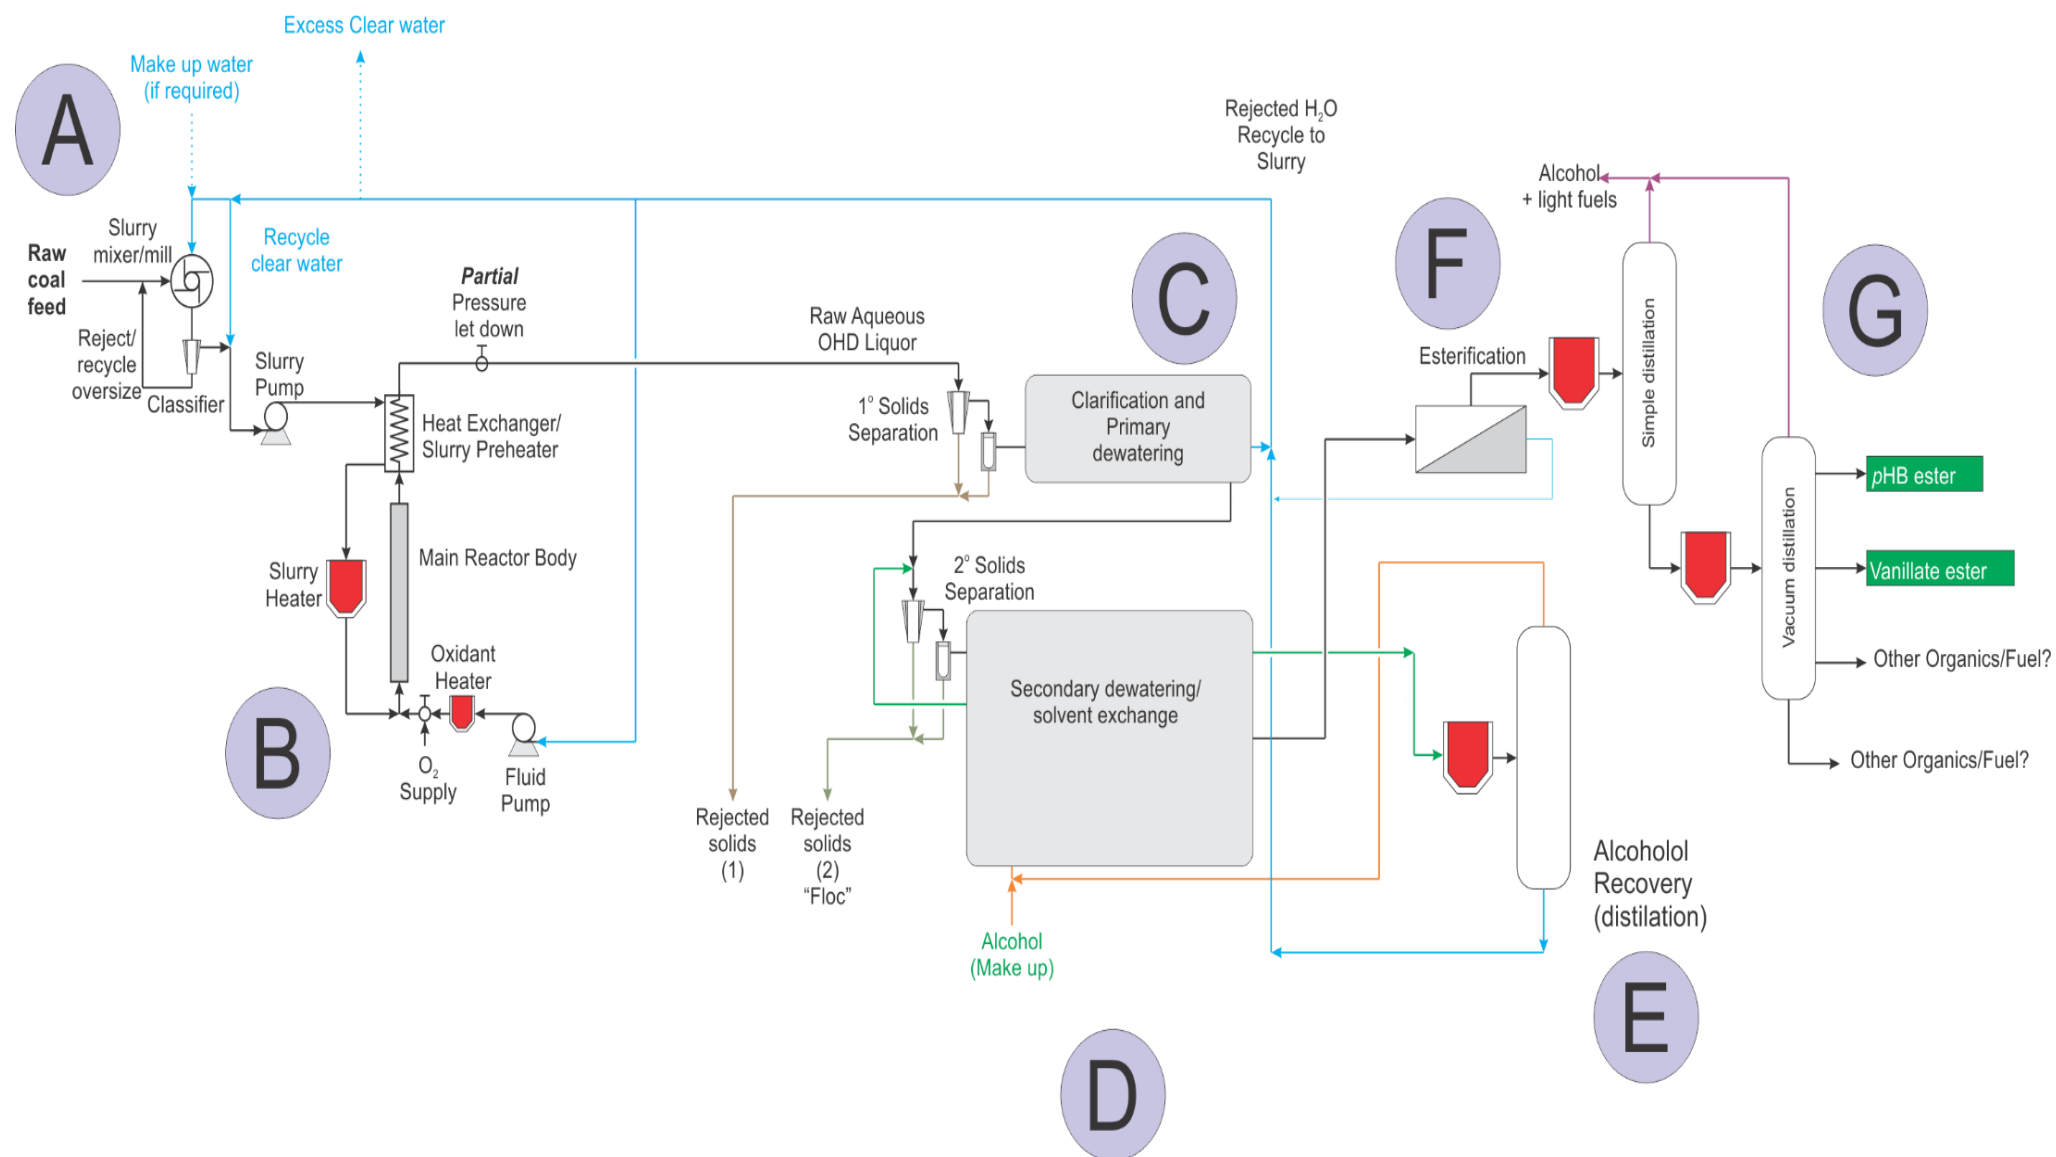 Excess Clear water
Make up water
(if required)
A
Rejected H₂O
Recycle to
Slurry
Alcohol
+ light fuels
Slurry
mixer/mill
Raw
coal
feed
Recycle
clear water
Reject/
recycle
oversize
Classifier
Slurry
Pump
Partial
Pressure
let down
Heat Exchanger/
Slurry Preheater
Raw Aqueous
OHD Liquor
1° Solids
Separation
C
Clarification and
Primary
dewatering
F
Esterification
Simple distillation
G
Main Reactor Body
Slurry
Heater
Oxidant
Heater
B
O₂
Supply
Fluid
Pump
2° Solids
Separation
Secondary dewatering/
solvent exchange
Rejected
solids
(1)
Rejected
solids
(2)
“Floc”
Alcohol
(Make up)
D
Alcoholol
Recovery
(distilation)
E
Vacuum distillation
pHB ester
Vanillate ester
Other Organics/Fuel?
Other Organics/Fuel?